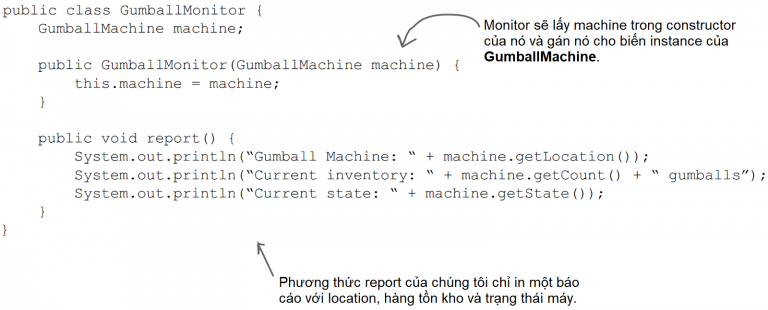 public class GumballMonitor {
GumballMachine machine;
Monitor sẽ lấy machine trong constructor
của nó và gán nó cho biến instance của
GumballMachine.
public GumballMonitor(GumballMachine machine) {
this.machine = machine;
}
public void report() {
System.out.println(“Gumball Machine: “ + machine.getLocation());
System.out.println(“Current inventory: “ + machine.getCount() + “ gumballs”);
System.out.println(“Current state: “ + machine.getState());
}
}
Phương thức report của chúng tôi chỉ in một báo
cáo với location, hàng tồn kho và trạng thái máy.